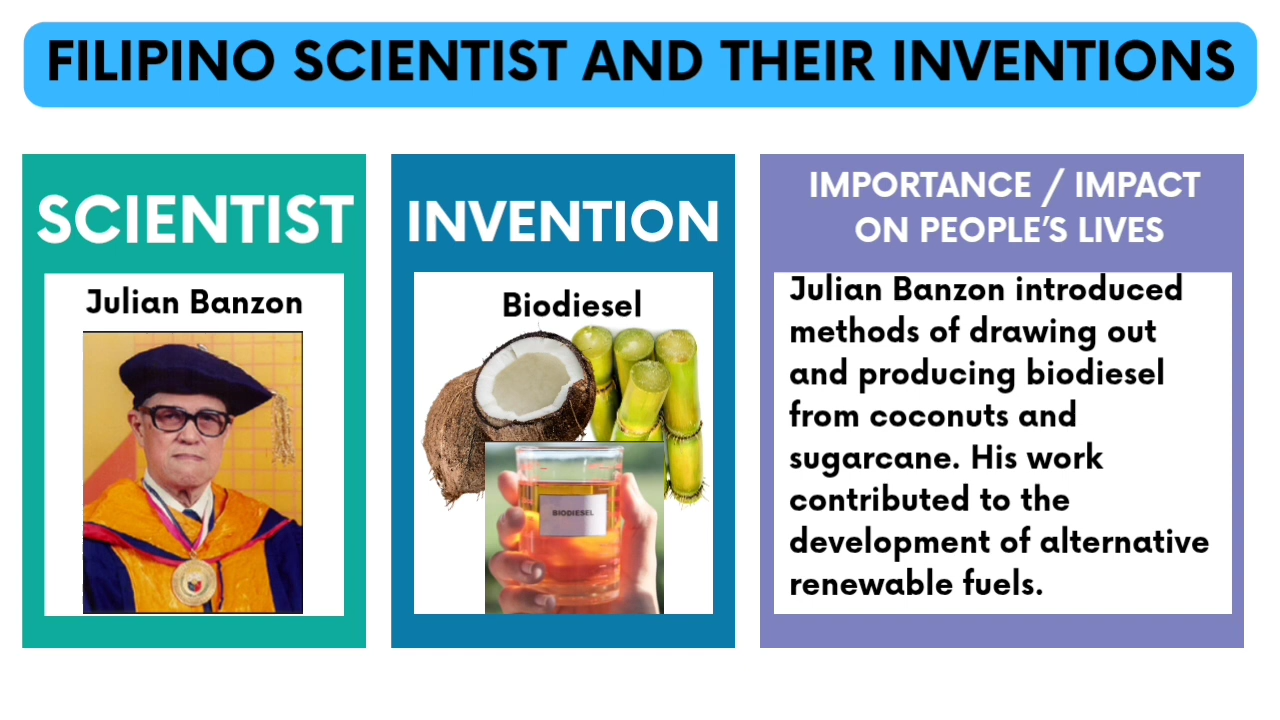 FILIPINO SCIENTIST AND THEIR INVENTIONS
SCIENTIST
Julian Banzon
INVENTION
Biodiesel
BIODIESEL
IMPORTANCE / IMPACT
ON PEOPLE’S LIVES
Julian Banzon introduced
methods of drawing out
and producing biodiesel
from coconuts and
sugarcane. His work
contributed to the
development of alternative
renewable fuels.